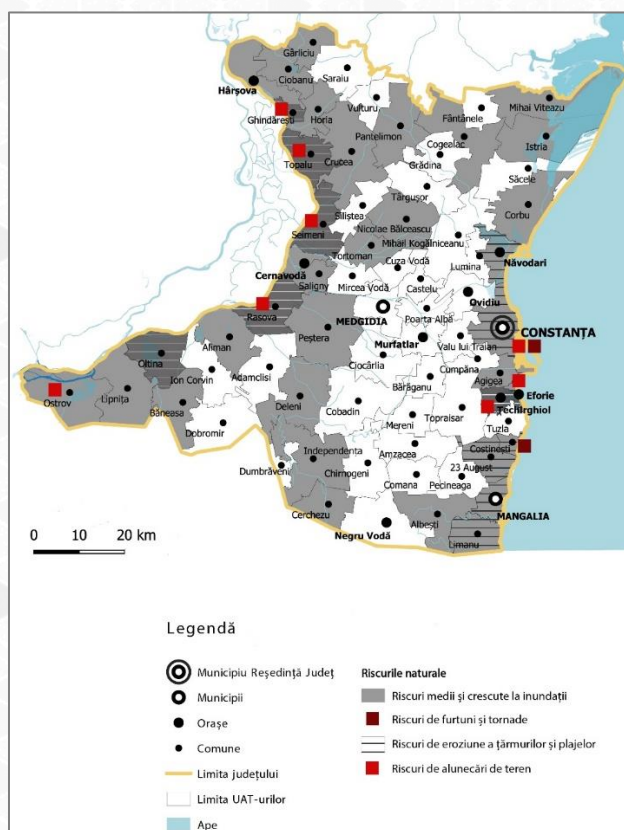 Gârliciu
Ciobanu
Saraiu
Hârșova
Vulturu
Ghindărești
Horia
Pantelimon
Fântânele
Mihai Viteazu
Cogealac
Istria
Topalu
Crucea
Grădina
Săcele
Târgușor
Corbu
Siliștea
Seimeni
Nicolae Bălcescu
Tortoman
Mihail Kogălniceanu
Cuza Vodă
Lumina
Năvodari
Cernavodă
Saligny
Mircea Vodă
Castelu
Ovidiu
Rasova
MEDGIDIA
Poarta Albă
CONSTANȚA
Peștera
Murfatlar
Valu lui Traian
Aliman
Oltina
Ciocârlia
Cumpăna
Ion Corvin
Adamclisi
Bărăganu
Agigea
Ostrov
Lipnița
Băneasa
Deleni
Cobadin
Eforie
Techirghiol
Mereni
Topraisar
Tuzla
Dobromir
Amzacea
Costinești
Independența
Dumbrăveni
Chirnogeni
23 August
Comana
Pecineaga
Cerchezu
MANGALIA
Negru Vodă
Albești
Limanu
0 10 20 km
Legendă
Municipiu Reședință Județ
Municipii
Orașe
Comune
Limita județului
Limita UAT-urilor
Ape
Riscurile naturale
Riscuri medii și crescute la inundații
Riscuri de furtuni și tornade
Riscuri de eroziune a țărmurilor și plajelor
Riscuri de alunecări de teren